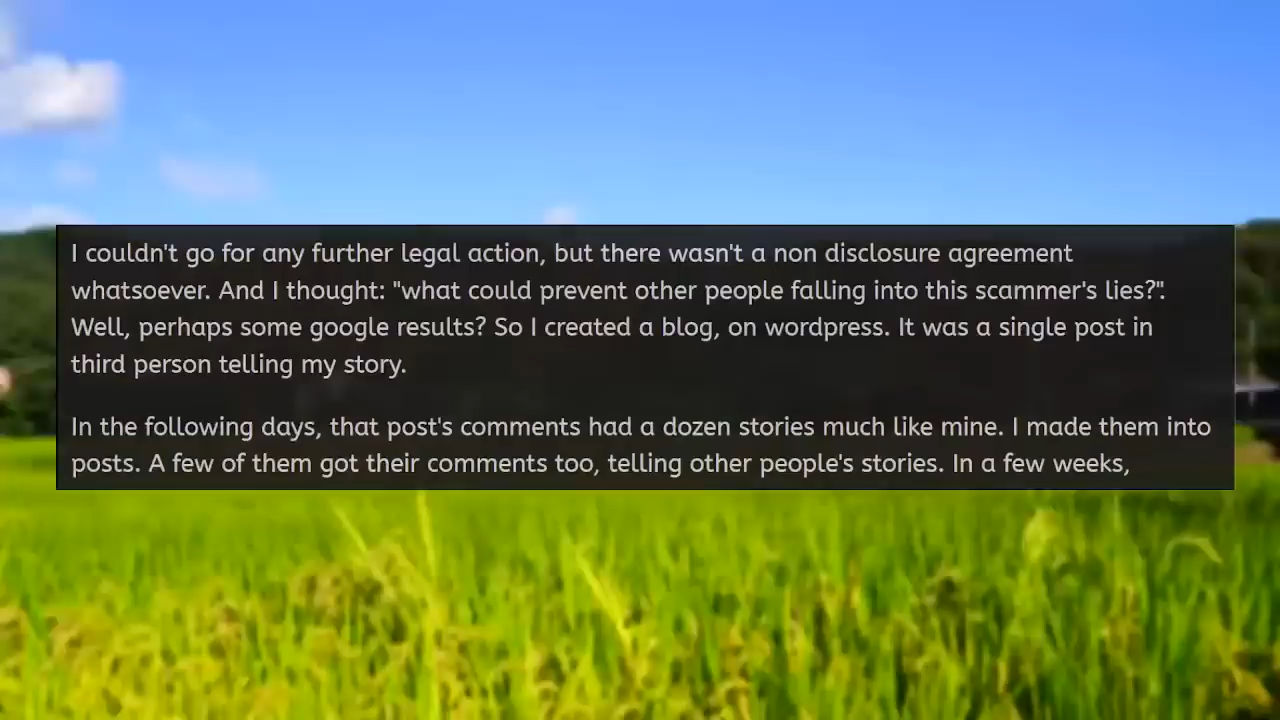 I couldn't go for any further legal action, but there wasn't a non disclosure agreement
whatsoever. And I thought: "what could prevent other people falling into this scammer's lies?".
Well, perhaps some google results? So I created a blog, on wordpress. It was a single post in
third person telling my story.
In the following days, that post's comments had a dozen stories much like mine. I made them into
posts. A few of them got their comments too, telling other people's stories. In a few weeks,